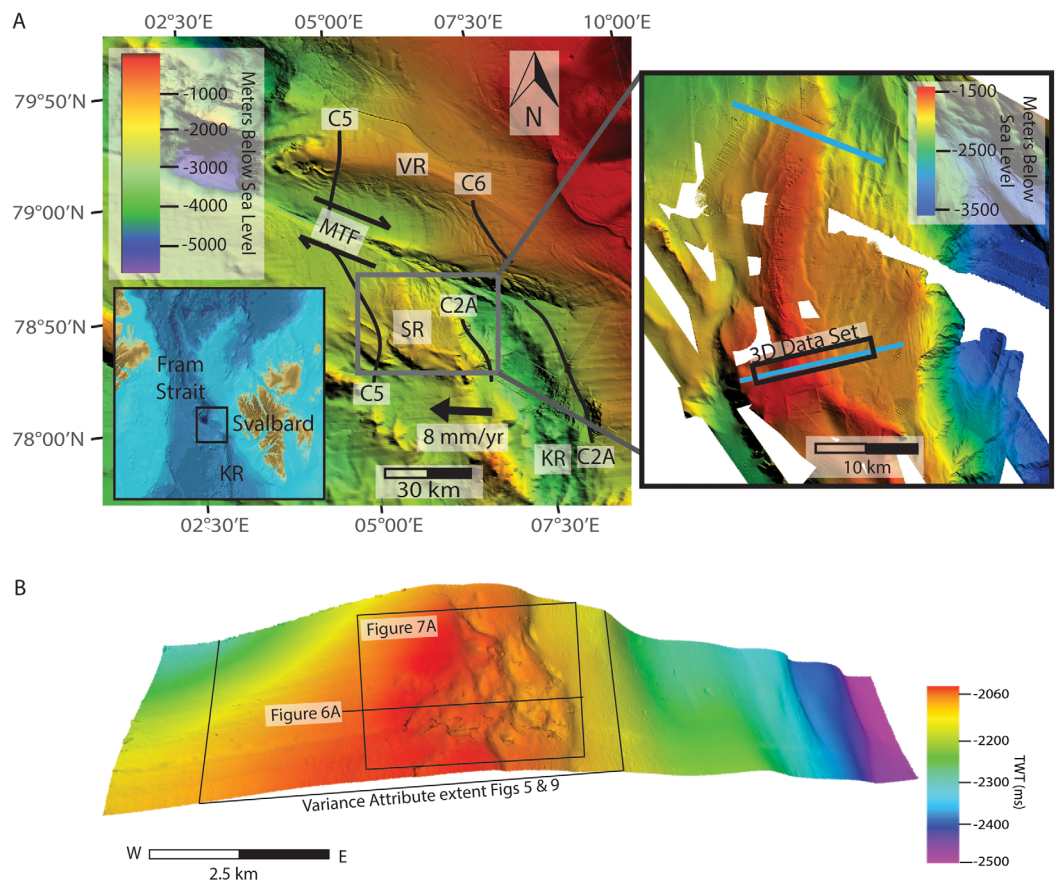 A
02°30'E
05°00'E
07°30'E
10°00'E
79°50'N
79°00'N
78°50'N
78°00'N
-1000
-2000
-3000
-4000
-5000
Meters Below Sea Level
C5
VR
C6
N
MTF
C2A
SR
C5
8 mm/yr
KR
C2A
30 km
Fram
Strait
Svalbard
KR
02°30'E
05°00'E
07°30'E
-1500
-2500
-3500
Meters Below
Sea Level
3D Data Set
10 km
B
Figure 7A
Figure 6A
Variance Attribute extent Figs 5 & 9
W
E
2.5 km
-2060
-2200
-2300
-2400
-2500
TWT (ms)